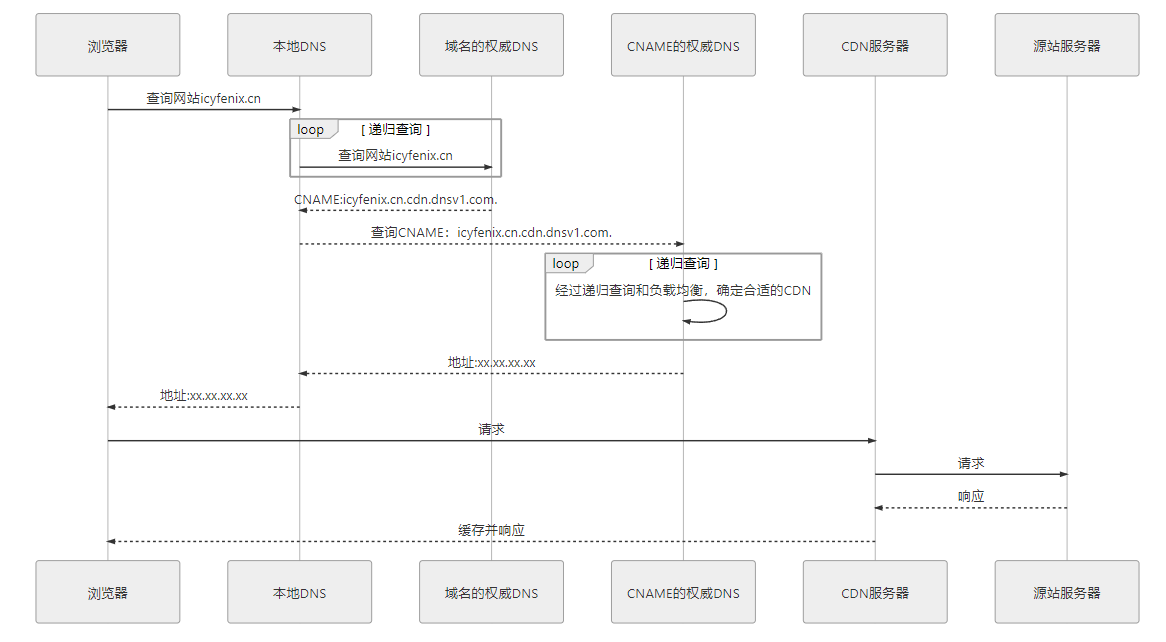 浏览器
本地DNS
域名的权威DNS
CNAME的权威DNS
CDN服务器
源站服务器
查询网站icyfenix.cn
loop
[ 递归查询 ]
查询网站icyfenix.cn
CNAME:icyfenix.cn.cdn.dnsv1.com.
查询CNAME：icyfenix.cn.cdn.dnsv1.com.
loop
[ 递归查询 ]
经过递归查询和负载均衡，确定合适的CDN
地址:xx.xx.xx.xx
地址:xx.xx.xx.xx
请求
请求
响应
缓存并响应
浏览器
本地DNS
域名的权威DNS
CNAME的权威DNS
CDN服务器
源站服务器